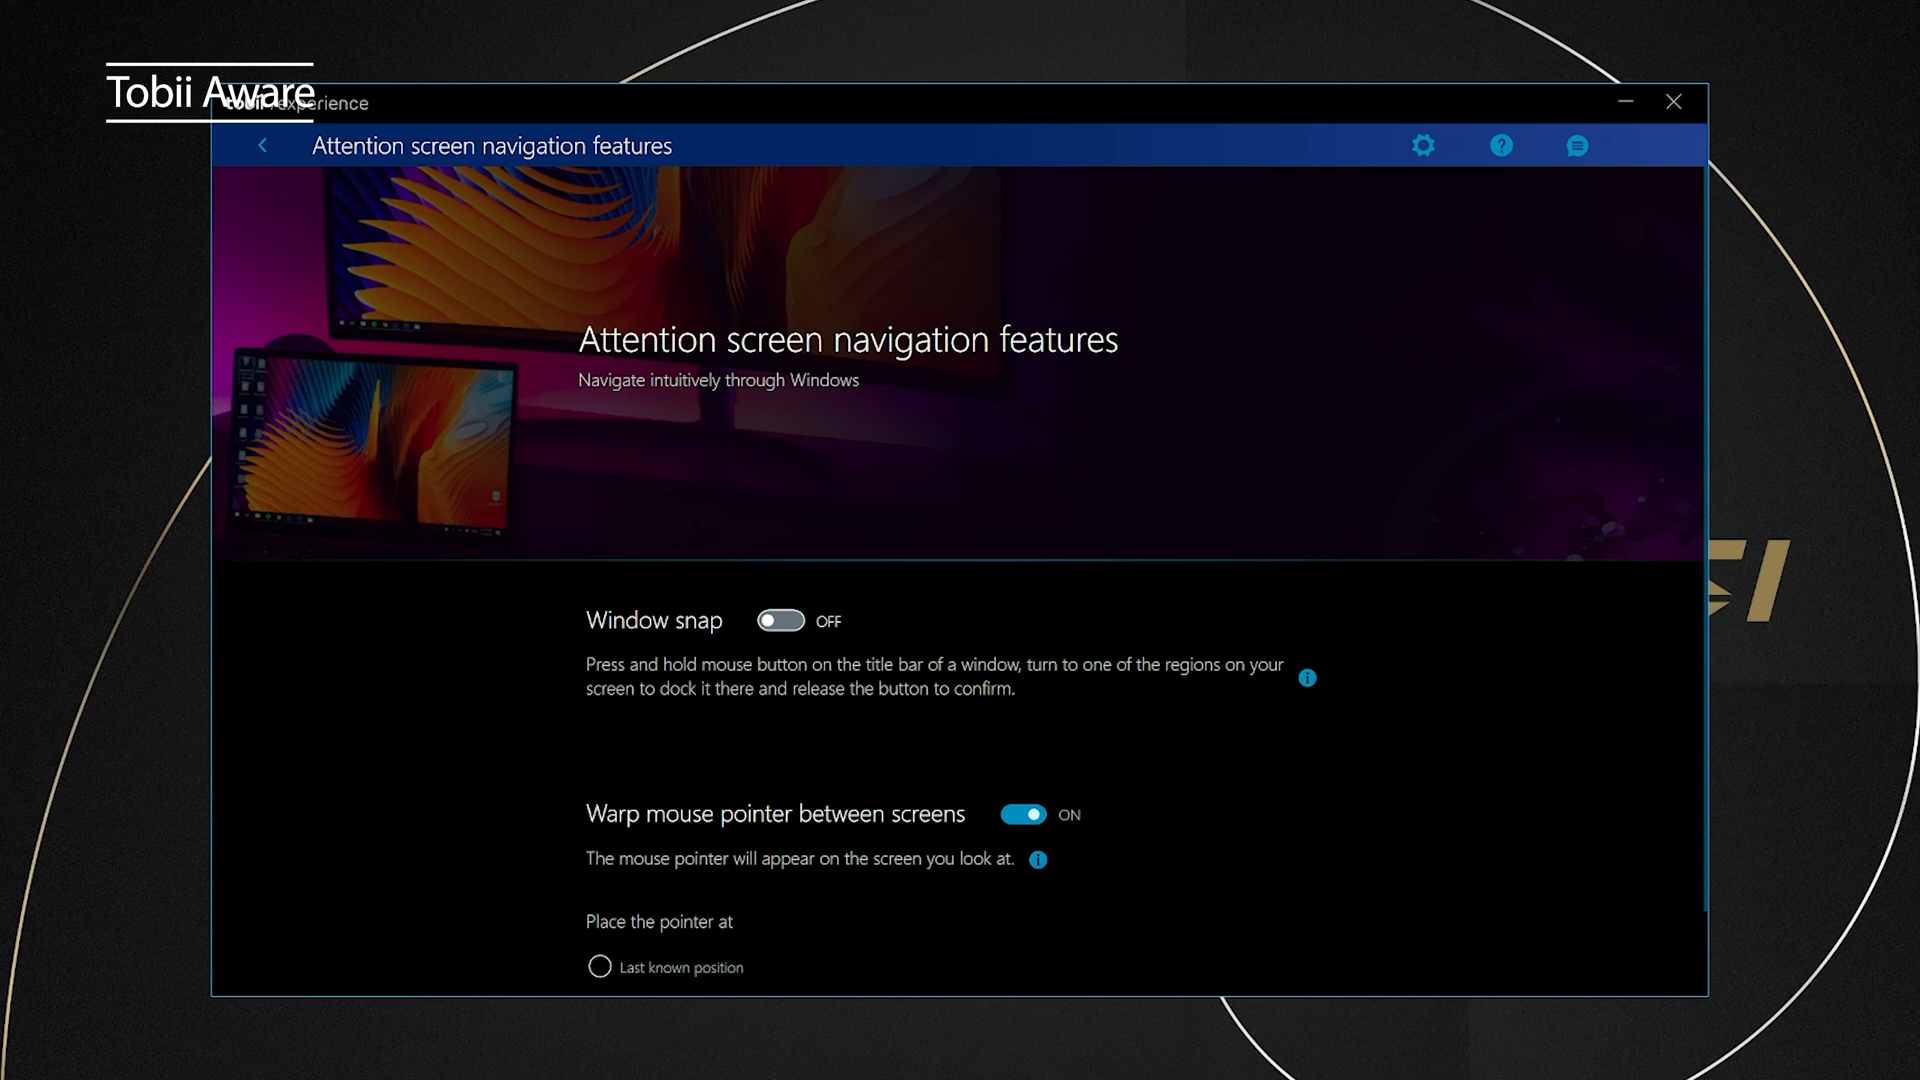 Tobii Aware
tobii experience
Attention screen navigation features
Attention screen navigation features
Navigate intuitively through Windows
Window snap OFF
Press and hold mouse button on the title bar of a window, turn to one of the regions on your
screen to dock it there and release the button to confirm.
Warp mouse pointer between screens ON
The mouse pointer will appear on the screen you look at.
Place the pointer at
Last known position